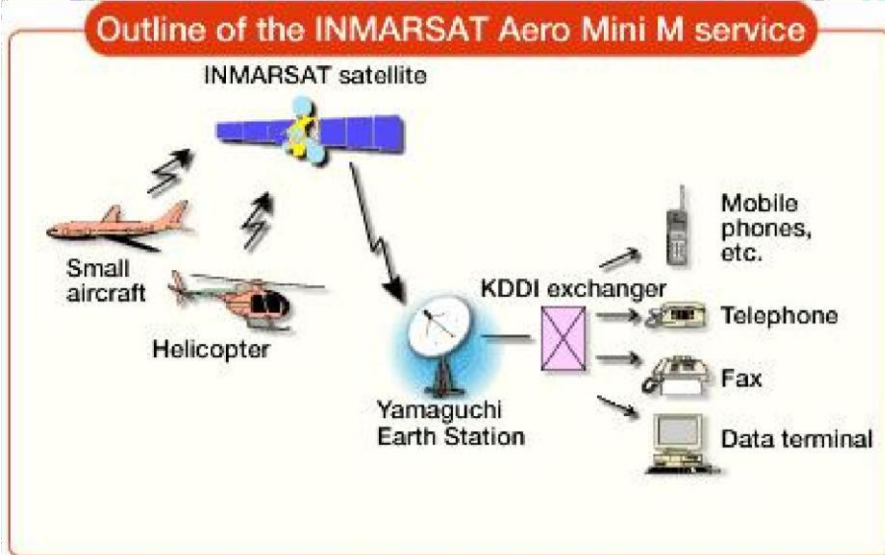 Outline of the INMARSAT Aero Mini M service
INMARSAT satellite
Small
aircraft
Helicopter
Yamaguchi
Earth Station
KDDI exchanger
Mobile
phones,
etc.
Telephone
Fax
Data terminal